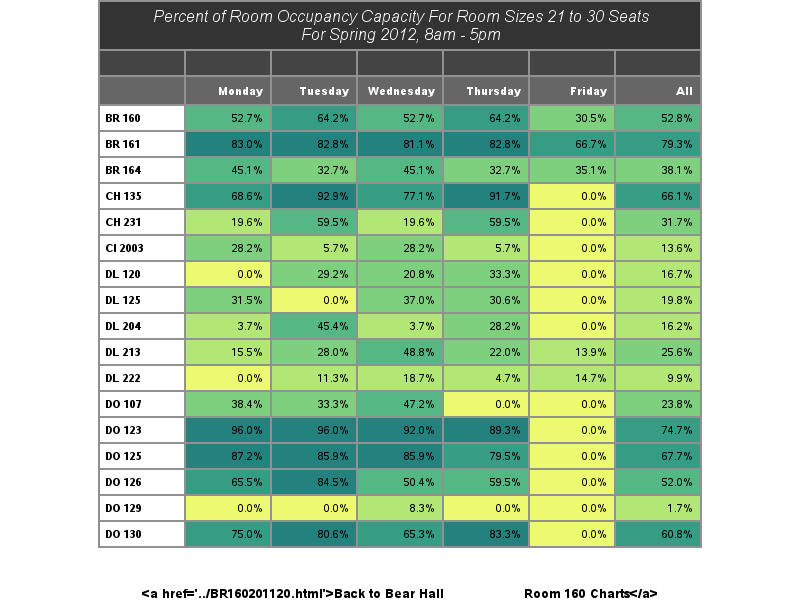 Percent of Room Occupancy Capacity For Room Sizes 21 to 30 Seats
For Spring 2012, 8am - 5pm
Monday Tuesday Wednesday Thursday Friday All
BR 160 52.7% 64.2% 52.7% 64.2% 30.5% 52.8%
BR 161 83.0% 82.8% 81.1% 82.8% 66.7% 79.3%
BR 164 45.1% 32.7% 45.1% 32.7% 35.1% 38.1%
CH 135 68.6% 92.9% 77.1% 91.7% 0.0% 66.1%
CH 231 19.6% 59.5% 19.6% 59.5% 0.0% 31.7%
CI 2003 28.2% 5.7% 28.2% 5.7% 0.0% 13.6%
DL 120 0.0% 29.2% 20.8% 33.3% 0.0% 16.7%
DL 125 31.5% 0.0% 37.0% 30.6% 0.0% 19.8%
DL 204 3.7% 45.4% 3.7% 28.2% 0.0% 16.2%
DL 213 15.5% 28.0% 48.8% 22.0% 13.9% 25.6%
DL 222 0.0% 11.3% 18.7% 4.7% 14.7% 9.9%
DO 107 38.4% 33.3% 47.2% 0.0% 0.0% 23.8%
DO 123 96.0% 96.0% 92.0% 89.3% 0.0% 74.7%
DO 125 87.2% 85.9% 85.9% 79.5% 0.0% 67.7%
DO 126 65.5% 84.5% 50.4% 59.5% 0.0% 52.0%
DO 129 0.0% 0.0% 8.3% 0.0% 0.0% 1.7%
DO 130 75.0% 80.6% 65.3% 83.3% 0.0% 60.8%
<a href='../BR160201120.html'>Back to Bear Hall Room 160 Charts</a>